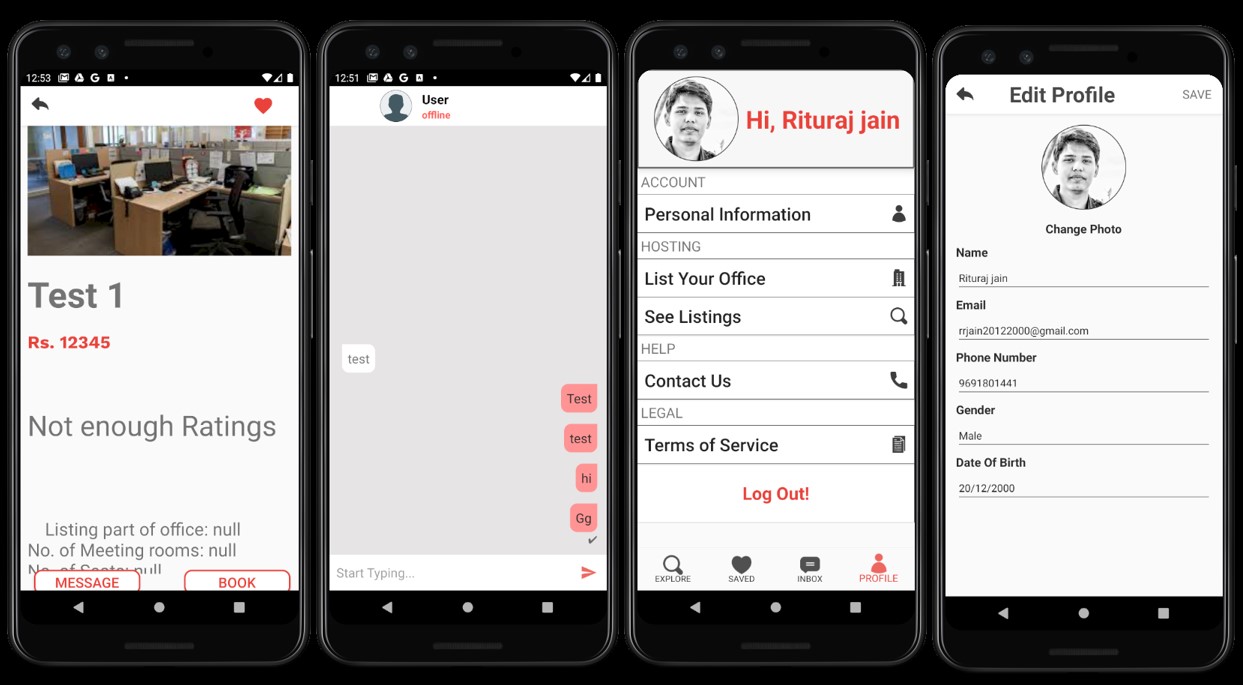 12:53
Test 1
Rs. 12345
Not enough Ratings
Listing part of office: null
No. of Meeting rooms: null
No. of Seats: null
MESSAGE
BOOK
12:51
User
offline
test
Test
test
hi
Gg
Start Typing...
Hi, Rituraj jain
ACCOUNT
Personal Information
HOSTING
List Your Office
See Listings
HELP
Contact Us
LEGAL
Terms of Service
Log Out!
EXPLORE
SAVED
INBOX
PROFILE
Edit Profile
SAVE
Change Photo
Name
Rituraj jain
Email
rrjain20122000@gmail.com
Phone Number
9691801441
Gender
Male
Date Of Birth
20/12/2000